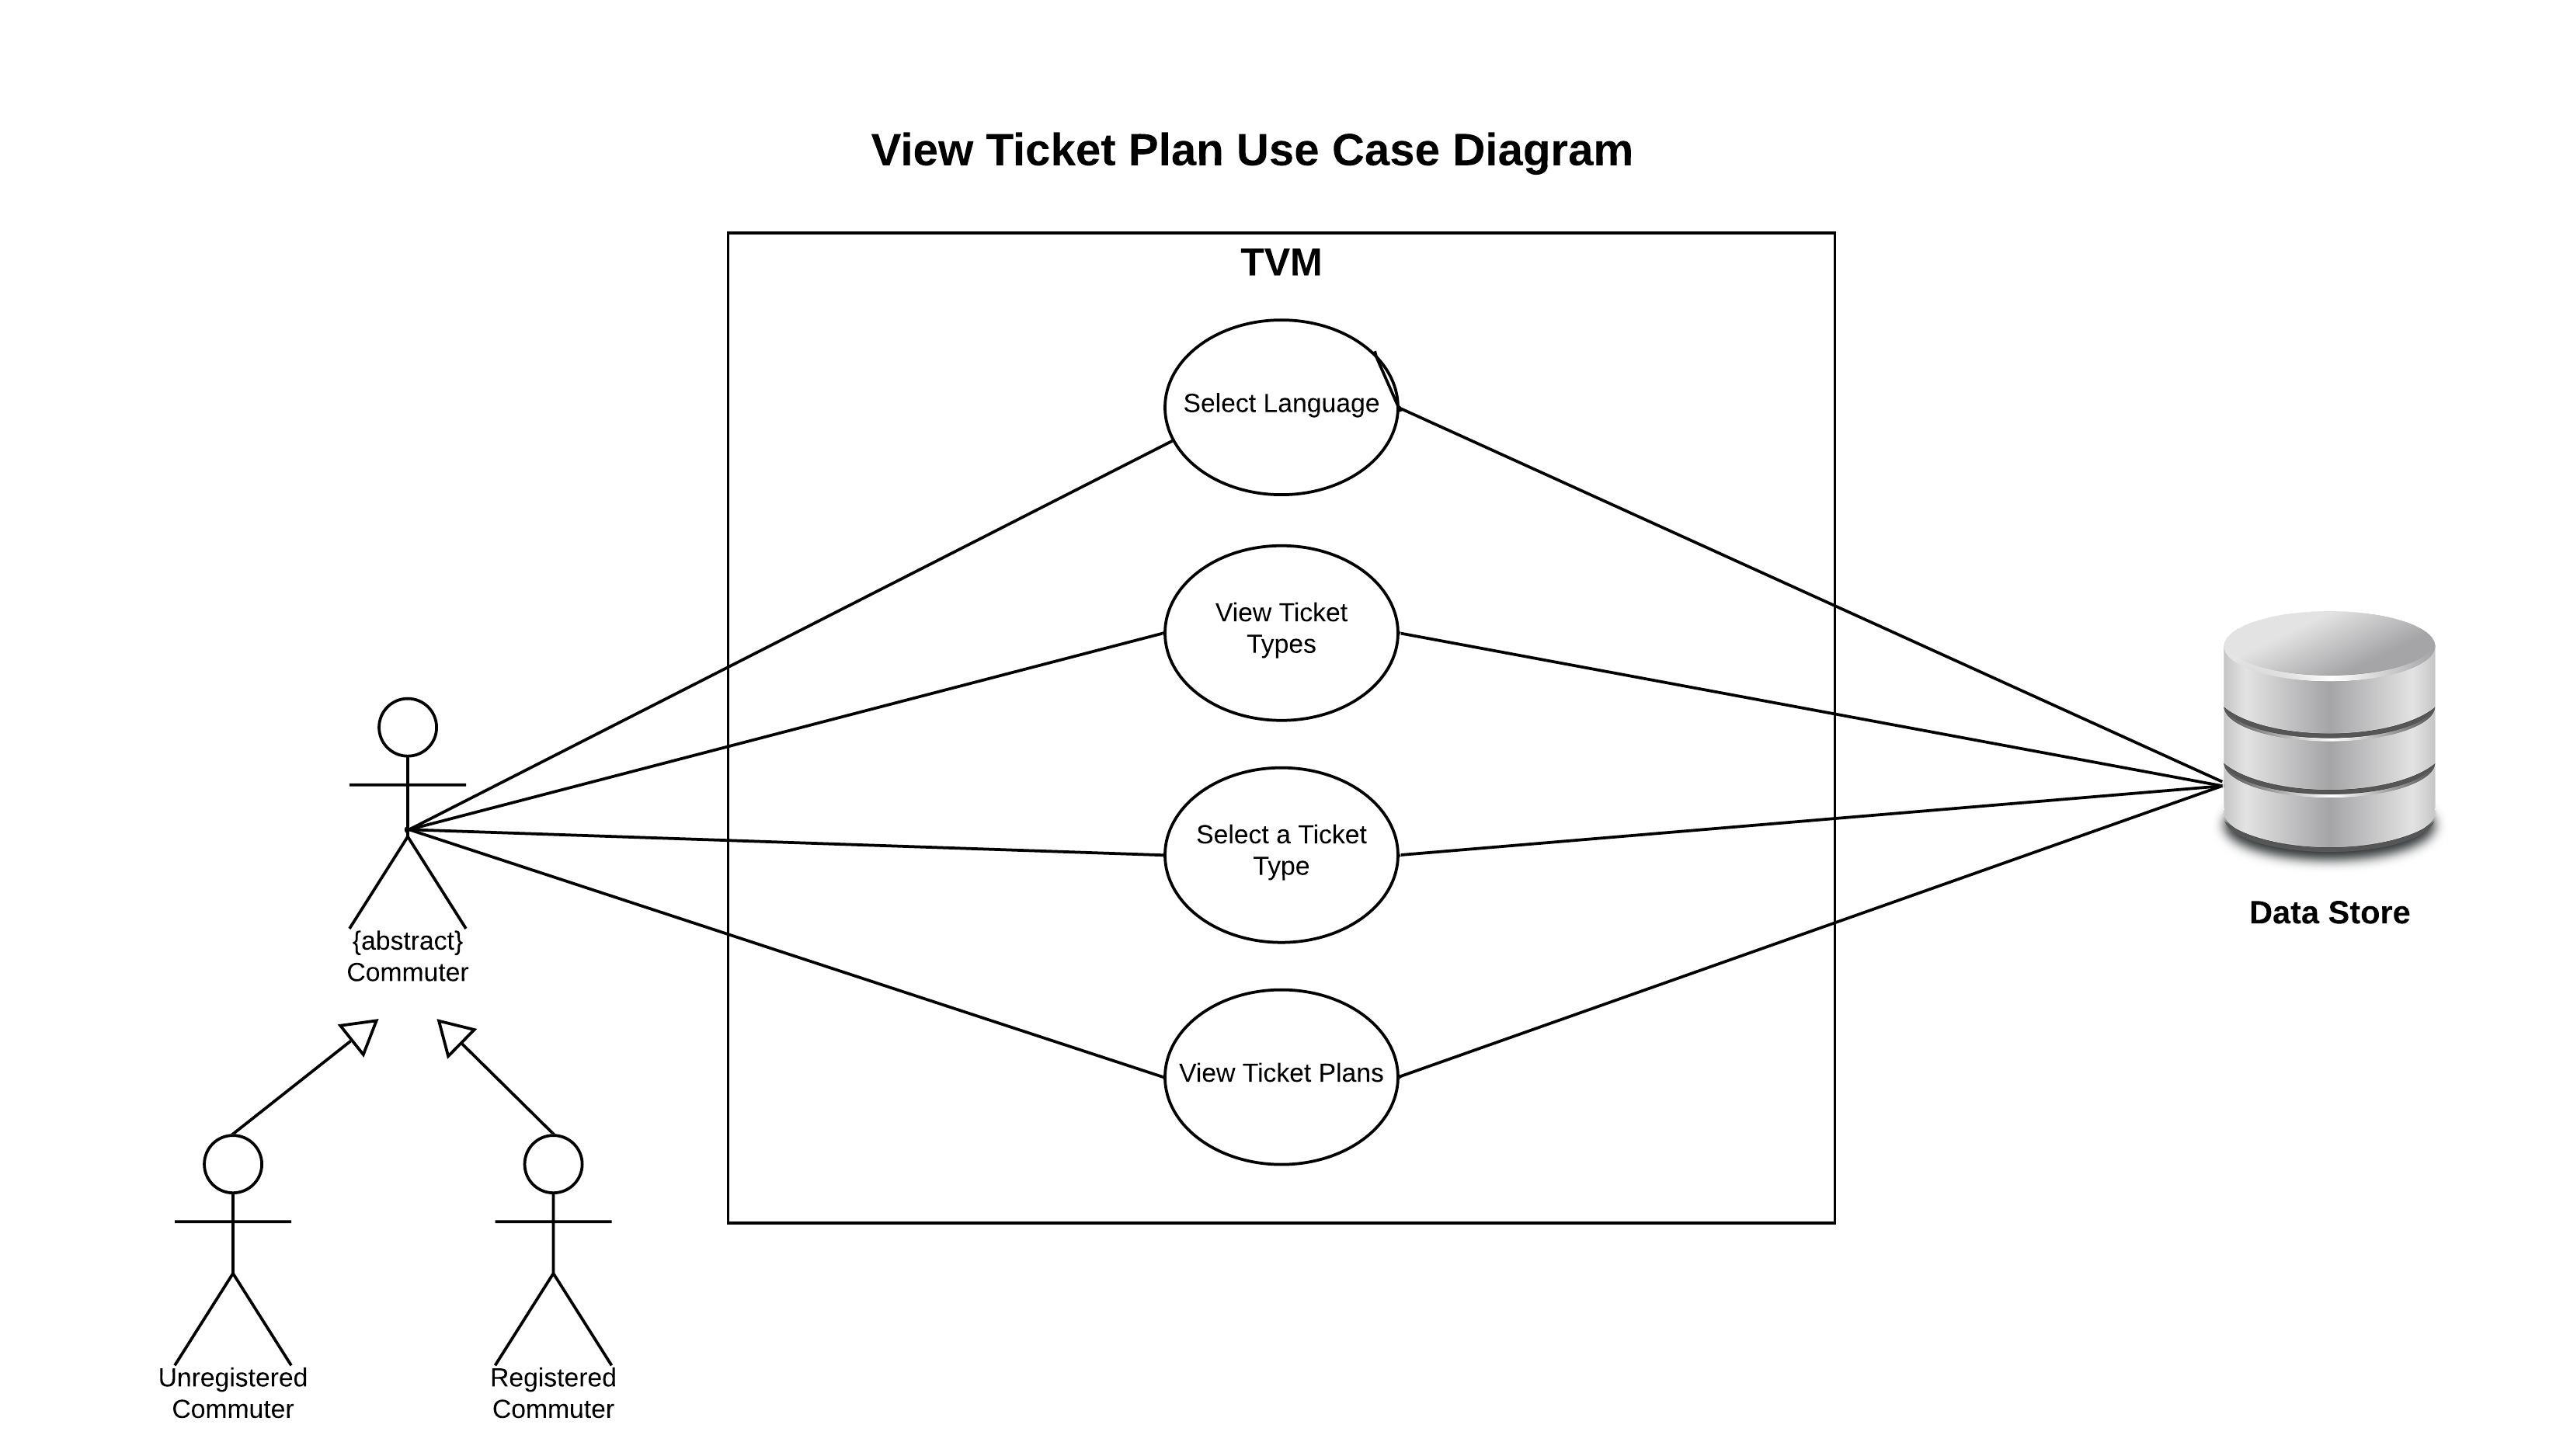 View Ticket Plan Use Case Diagram
TVM
Select Language
View Ticket
Types
Select a Ticket
Type
View Ticket Plans
{abstract}
Commuter
Data Store
Unregistered
Commuter
Registered
Commuter